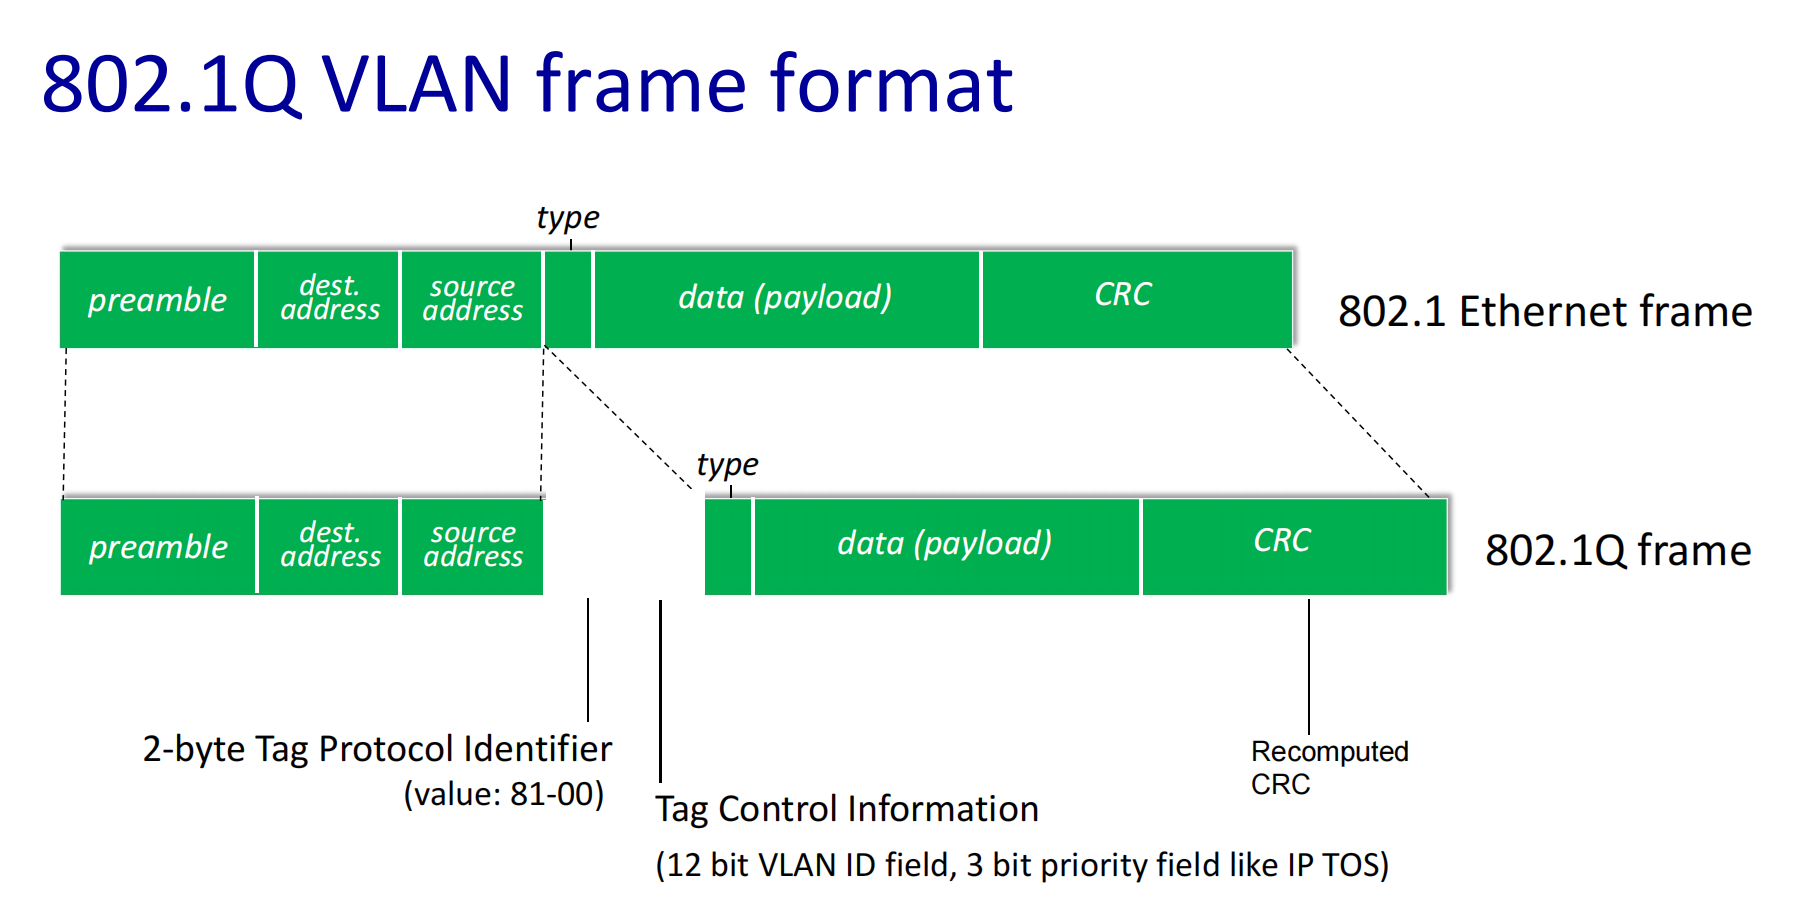 802.1Q VLAN frame format
type
preamble
dest.
address
source
address
data (payload)
CRC
802.1 Ethernet frame
type
preamble
dest.
address
source
address
data (payload)
CRC
802.1Q frame
2-byte Tag Protocol Identifier
(value: 81-00)
Tag Control Information
(12 bit VLAN ID field, 3 bit priority field like IP TOS)
Recomputed
CRC